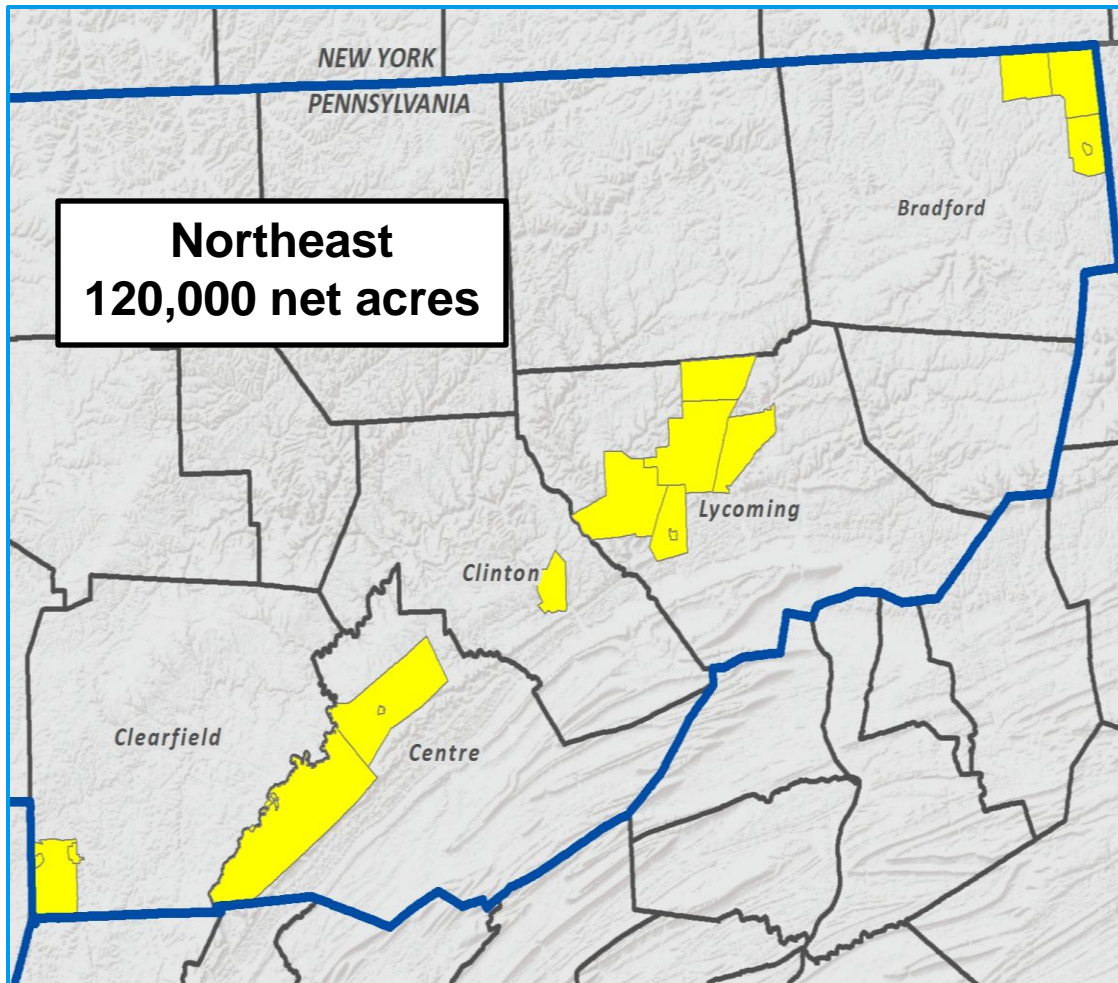 NEW YORK
PENNSYLVANIA
Northeast
120,000 net acres
Bradford
Lycoming
Clinton
Clearfield
Centre